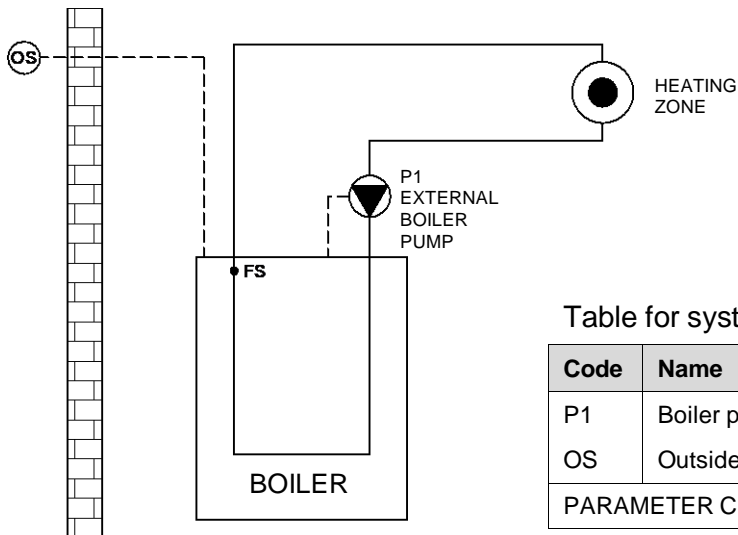 OS
HEATING
ZONE
P1
EXTERNAL
BOILER
PUMP
FS
BOILER
Table for syst
Code Name
P1 Boiler p
OS Outside
PARAMETER C